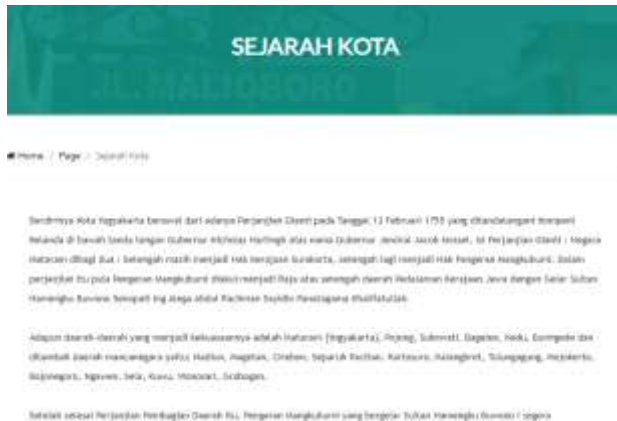 SEJARAH KOTA
JL. MALIOBORO
Home / Page / Sejarah Kota
Berdirinya Kota Yogyakarta berawal dari adanya Perjanjian Gianti pada Tanggal 13 Februari 1755 yang ditandatangani Kompeni
Belanda di bawah tanda tangan Gubernur Nicholas Hartingh atas nama Gubernur Jendral Jacob Mossel. Isi Perjanjian Gianti : Negara
Mataram dibagi dua : Setengah masih menjadi Hak Kerajaan Surakarta, setengah lagi menjadi Hak Pangeran Mangkubumi. Dalam
perjanjian itu pula Pengeran Mangkubumi diakui menjadi Raja atas setengah daerah Pedalaman Kerajaan Jawa dengan Gelar Sultan
Hamengku Buwono Senopati Ing Alega Abdul Rachman Sayidin Panatagama Khalifatullah.
Adapun daerah-daerah yang menjadi kekuasaannya adalah Mataram (Yogyakarta), Pojong, Sukowati, Bagelen, Kedu, Bumigede dan
ditambah daerah mancanegara yaitu; Madiun, Magetan, Cirebon, Separuh Pacitan, Kartosuro, Kalangbret, Tulungagung, Mojokerto,
Bojonegoro, Ngawen, Sela, Kuwu, Wonosari, Grobogan.
Setelah selesai Perjanjian Pembagian Daerah itu, Pengeran Mangkubumi yang bergelar Sultan Hamengku Buwono I segera